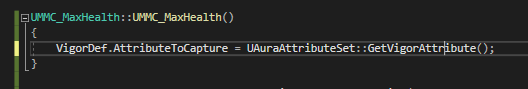 UMMC_MaxHealth::UMMC_MaxHealth()
{
VigorDef.AttributeToCapture = UAuraAttributeSet::GetVigorAttribute();
}